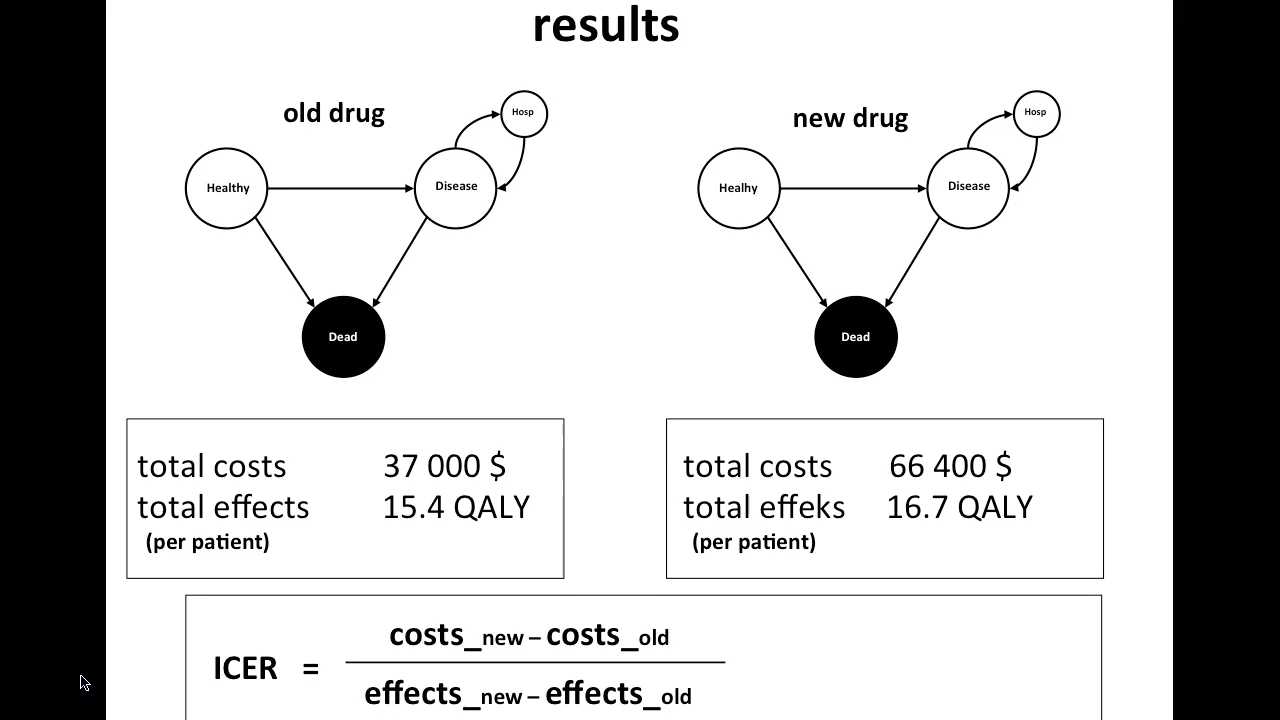 results
old drug
Hosp
Healthy
Disease
Dead
new drug
Hosp
Healhy
Disease
Dead
total costs 37 000 $
total effects 15.4 QALY
(per patient)
total costs 66 400 $
total effeks 16.7 QALY
(per patient)
costs_new – costs_old
ICER =
effects_new – effects_old